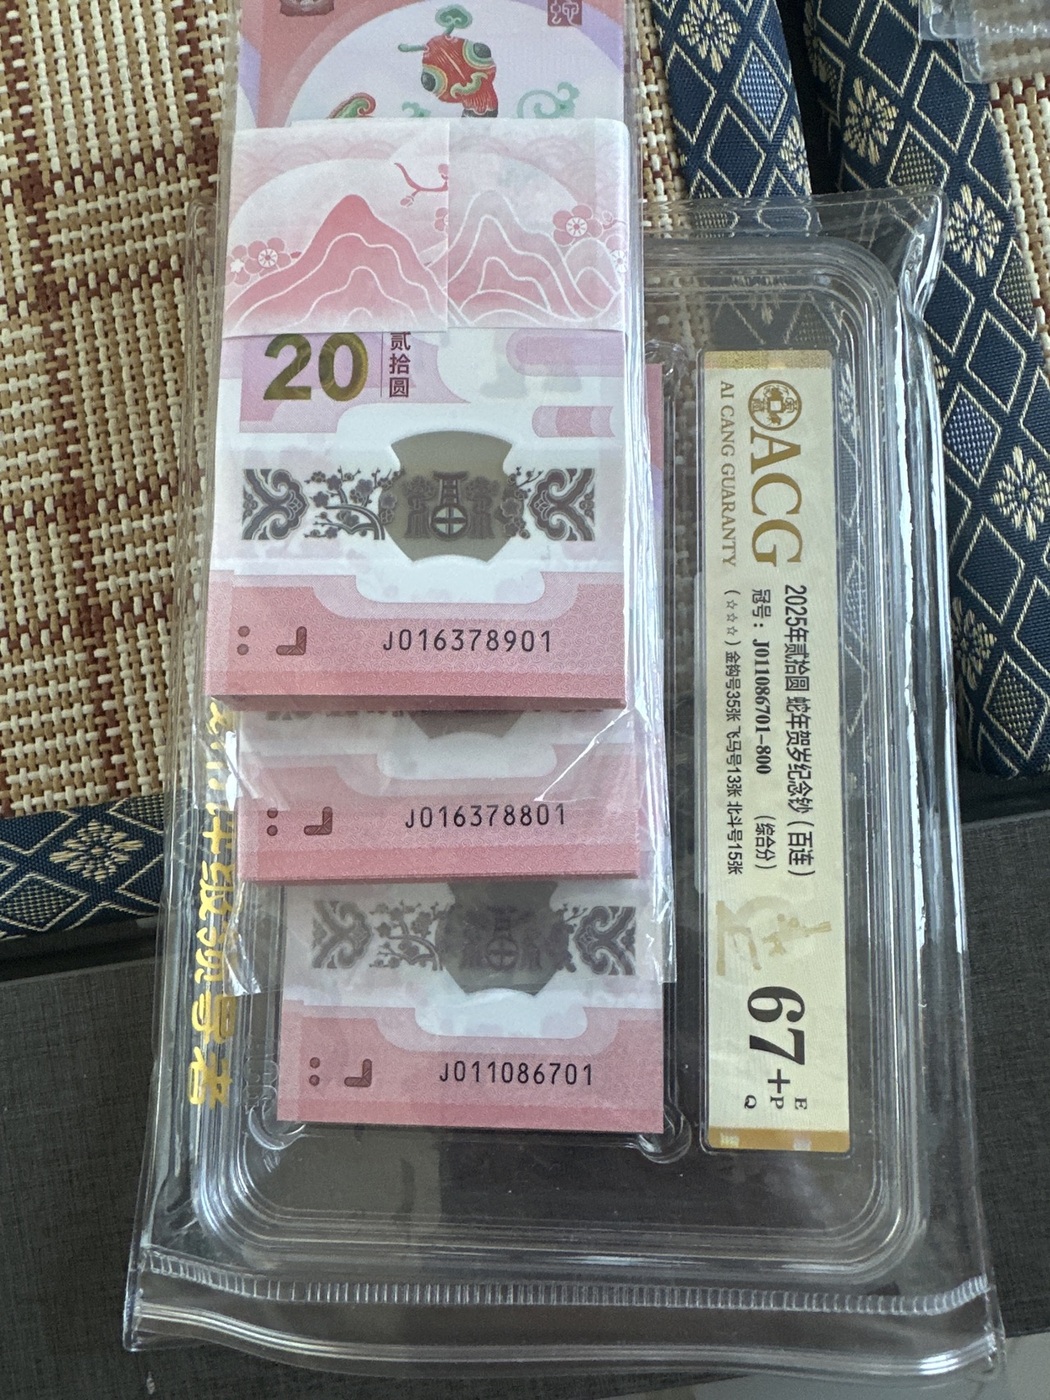 20
贰拾圆
J016378901
J016378801
J011086701
ACG
AI CANG GUARANTY
2025年贰拾圆 蛇年贺岁纪念钞 (百连)
冠号: J011086701-800 (综合分)
(☆☆☆) 金钩号35张 飞马号13张 北斗号15张
67+
E
P
Q